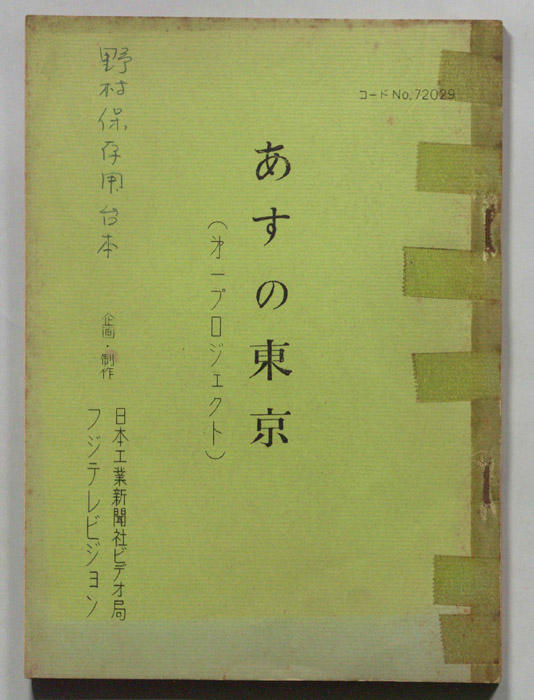 コードNo.72029
あすの東京
(才一プロジェクト)
企画・制作
日本工業新聞社ビデオ局
フジテレビジョン
野村保存用台本